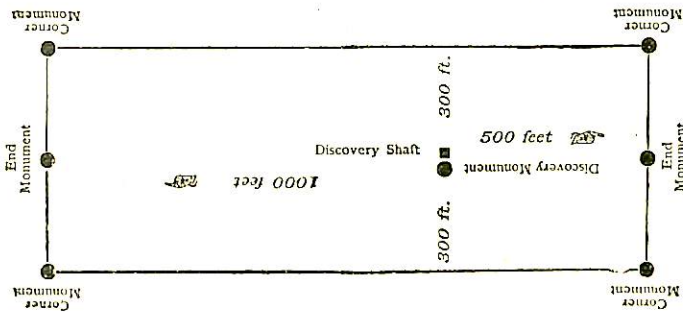 Corner
Monument
Corner
Monument
300 ft.
500 feet
Discovery Shaft
Discovery Monument
End
Monument
End
Monument
1000 feet
300 ft.
Corner
Monument
Corner
Monument